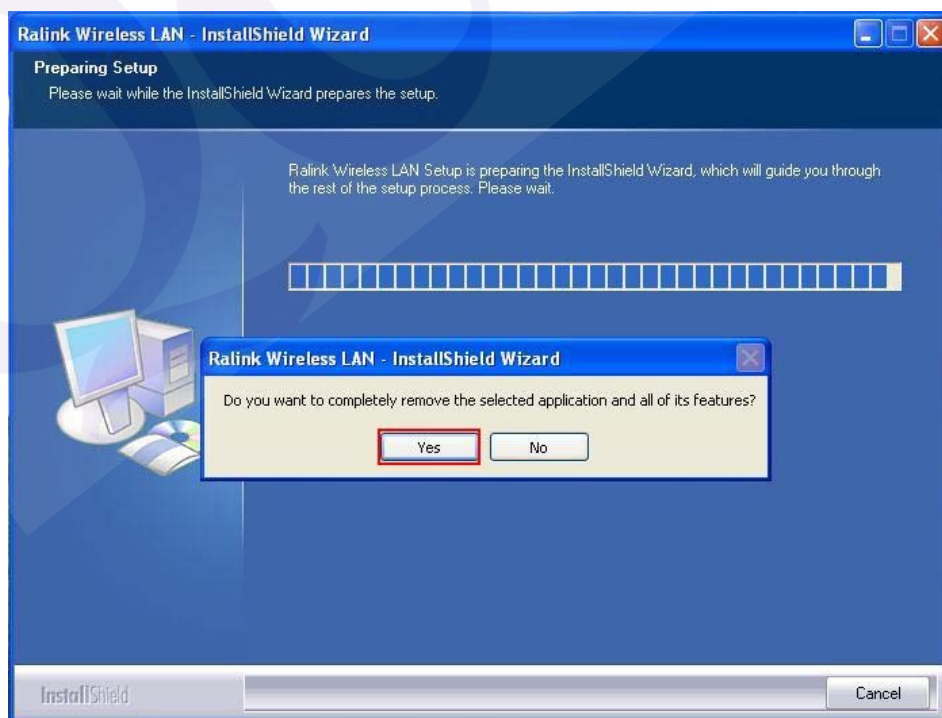 Ralink Wireless LAN - InstallShield Wizard
Preparing Setup
Please wait while the InstallShield Wizard prepares the setup.
Ralink Wireless LAN Setup is preparing the InstallShield Wizard, which will guide you through
the rest of the setup process. Please wait.
Ralink Wireless LAN - InstallShield Wizard
Do you want to completely remove the selected application and all of its features?
Yes
No
InstallShield
Cancel